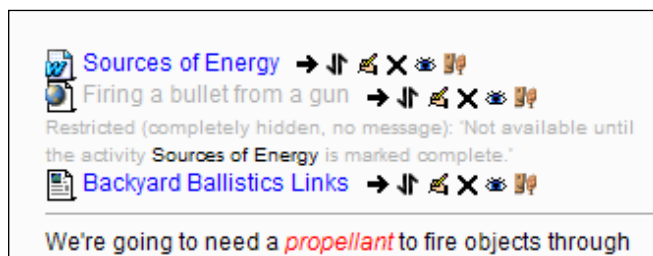 Sources of Energy
Firing a bullet from a gun
Restricted (completely hidden, no message): 'Not available until
the activity Sources of Energy is marked complete.'
Backyard Ballistics Links
We're going to need a propellant to fire objects through